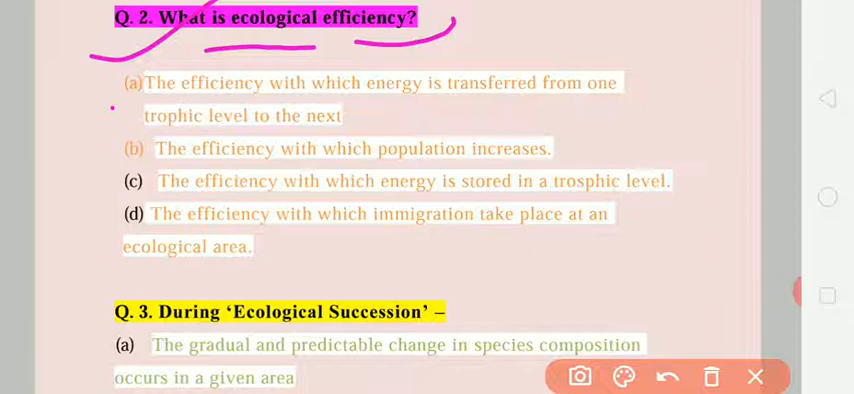 Q. 2. What is ecological efficiency?
(a)The efficiency with which energy is transferred from one
trophic level to the next
(b) The efficiency with which population increases.
(c) The efficiency with which energy is stored in a trosphic level.
(d) The efficiency with which immigration take place at an
ecological area.
Q. 3. During ‘Ecological Succession’ –
(a) The gradual and predictable change in species composition
occurs in a given area